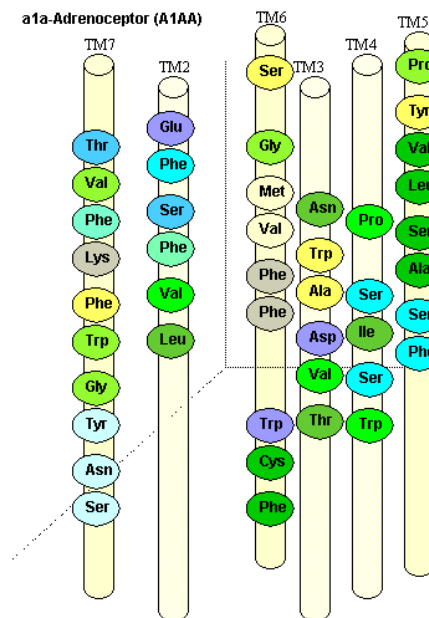 a1a-Adrenoceptor (A1AA)
TM7
Thr
Val
Phe
Lys
Phe
Trp
Gly
Tyr
Asn
Ser
TM2
Glu
Phe
Ser
Phe
Val
Leu
TM6
Ser
Gly
Met
Val
Phe
Phe
Trp
Cys
Phe
TM3
Asn
Trp
Ala
Asp
Val
Thr
TM4
Pro
Ser
Ile
Ser
Trp
TM5
Pro
Tyr
Val
Leu
Ser
Ala
Ser
Phe